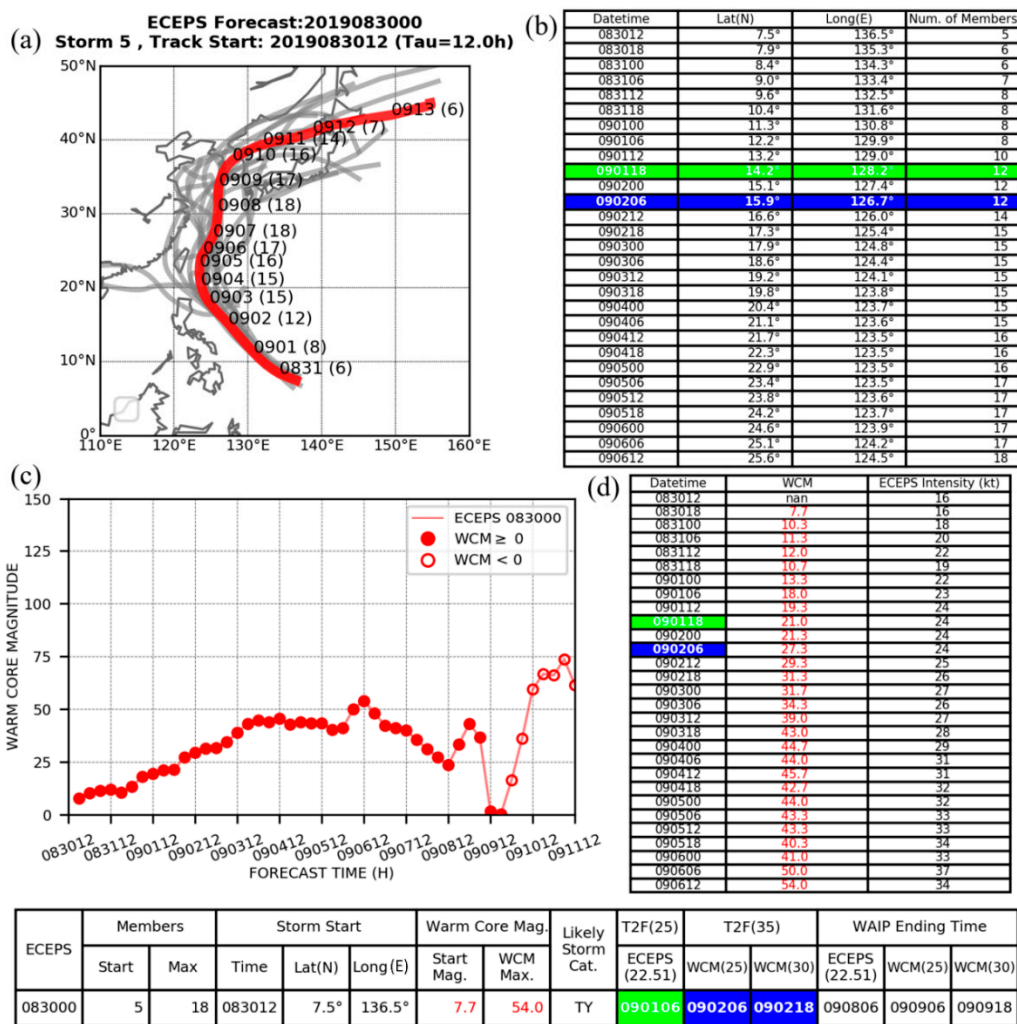 ECEPS Forecast:2019083000
(a)
Storm 5 , Track Start: 2019083012 (Tau=12.0h)
50°N
40°N
30°N
20°N
10°N
0°
110°E 120°E 130°E 140°E 150°E 160°E
0913 (6)
0912 (7)
0911 (14)
0910 (16)
0909 (17)
0908 (18)
0907 (18)
0906 (17)
0905 (16)
0904 (15)
0903 (15)
0902 (12)
0901 (8)
0831 (6)
(b)
Datetime Lat(N) Long(E) Num. of Members
083012 7.5° 136.5° 5
083018 7.9° 135.3° 6
083100 8.4° 134.3° 6
083106 9.0° 133.4° 7
083112 9.6° 132.5° 8
083118 10.4° 131.6° 8
090100 11.3° 130.8° 8
090106 12.2° 129.9° 8
090112 13.2° 129.0° 10
090118 14.2° 128.2° 12
090200 15.1° 127.4° 12
090206 15.9° 126.7° 12
090212 16.6° 126.0° 14
090218 17.3° 125.4° 15
090300 17.9° 124.8° 15
090306 18.6° 124.4° 15
090312 19.2° 124.1° 15
090318 19.8° 123.8° 15
090400 20.4° 123.7° 15
090406 21.1° 123.6° 15
090412 21.7° 123.5° 16
090418 22.3° 123.5° 16
090500 22.9° 123.5° 16
090506 23.4° 123.5° 17
090512 23.8° 123.6° 17
090518 24.2° 123.7° 17
090600 24.6° 123.9° 17
090606 25.1° 124.2° 17
090612 25.6° 124.5° 18
(c)
WARM CORE MAGNITUDE
150
125
100
75
50
25
0
ECEPS 083000
WCM ≥ 0
WCM < 0
083012 083112 090112 090212 090312 090412 090512 090612 090712 090812 090912 091012 091112
FORECAST TIME (H)
(d)
Datetime WCM ECEPS Intensity (kt)
083012 nan 16
083018 7.7 16
083100 10.3 18
083106 11.3 20
083112 12.0 22
083118 10.7 19
090100 13.3 22
090106 18.0 23
090112 19.3 24
090118 21.0 24
090200 21.3 24
090206 27.3 24
090212 29.3 25
090218 31.3 26
090300 31.7 27
090306 34.3 26
090312 39.0 27
090318 43.0 28
090400 44.7 29
090406 44.0 31
090412 45.7 31
090418 42.7 32
090500 44.0 32
090506 43.3 33
090512 43.3 33
090518 40.3 34
090600 41.0 33
090606 50.0 37
090612 54.0 34
ECEPS Members Storm Start Warm Core Mag. Likely Storm Cat. T2F(25) T2F(35) WAIP Ending Time
Start Max Time Lat(N) Long(E) Start Mag. WCM Max. ECEPS (22.51) WCM(25) WCM(30) ECEPS (22.51) WCM(25) WCM(30)
083000 5 18 083012 7.5° 136.5° 7.7 54.0 TY 090106 090206 090218 090806 090906 090918